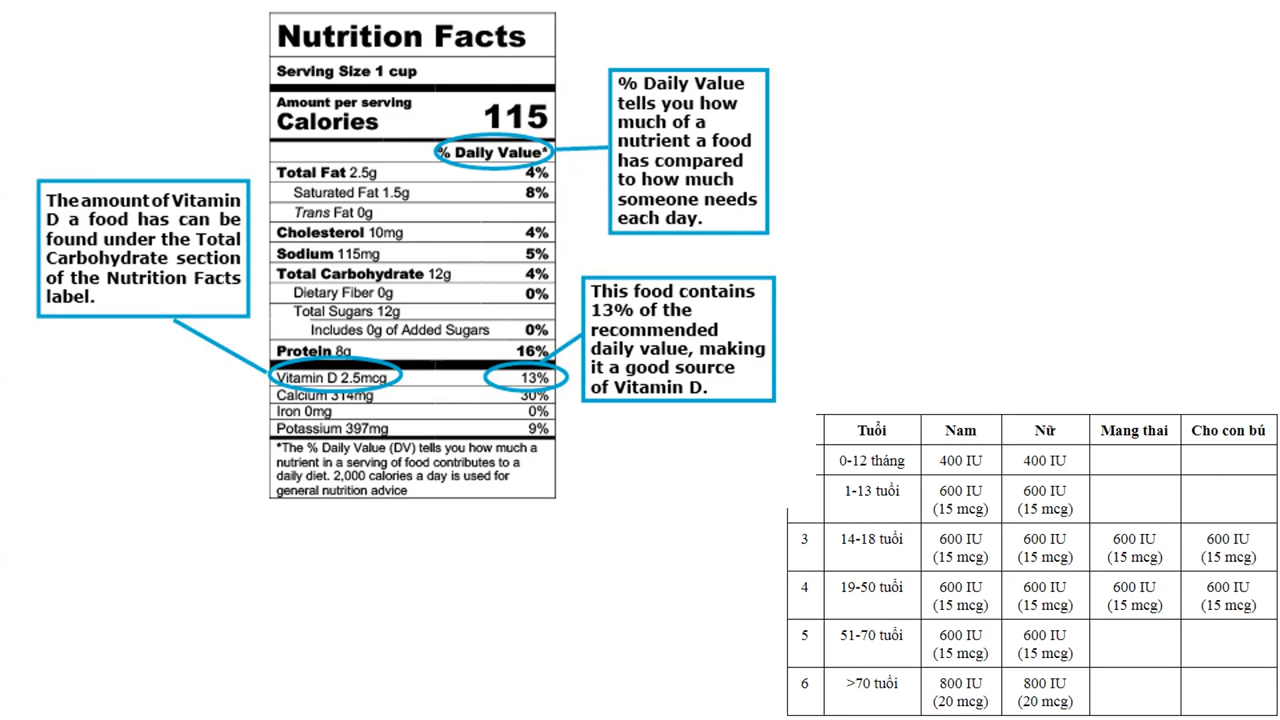 Nutrition Facts
Serving Size 1 cup
Amount per serving
Calories 115
% Daily Value*
Total Fat 2.5g 4%
Saturated Fat 1.5g 8%
Trans Fat 0g
Cholesterol 10mg 4%
Sodium 115mg 5%
Total Carbohydrate 12g 4%
Dietary Fiber 0g 0%
Total Sugars 12g
Includes 0g of Added Sugars 0%
Protein 8g 16%
Vitamin D 2.5mcg 13%
Calcium 314mg 30%
Iron 0mg 0%
Potassium 397mg 9%
*The % Daily Value (DV) tells you how much a
nutrient in a serving of food contributes to a
daily diet. 2,000 calories a day is used for
general nutrition advice
The amount of Vitamin
D a food has can be
found under the Total
Carbohydrate section
of the Nutrition Facts
label.
% Daily Value
tells you how
much of a
nutrient a food
has compared
to how much
someone needs
each day.
This food contains
13% of the
recommended
daily value, making
it a good source
of Vitamin D.
Tuổi Nam Nữ Mang thai Cho con bú
0-12 tháng 400 IU 400 IU
1-13 tuổi 600 IU 600 IU
(15 mcg) (15 mcg)
3 14-18 tuổi 600 IU 600 IU 600 IU 600 IU
(15 mcg) (15 mcg) (15 mcg) (15 mcg)
4 19-50 tuổi 600 IU 600 IU 600 IU 600 IU
(15 mcg) (15 mcg) (15 mcg) (15 mcg)
5 51-70 tuổi 600 IU 600 IU
(15 mcg) (15 mcg)
6 >70 tuổi 800 IU 800 IU
(20 mcg) (20 mcg)